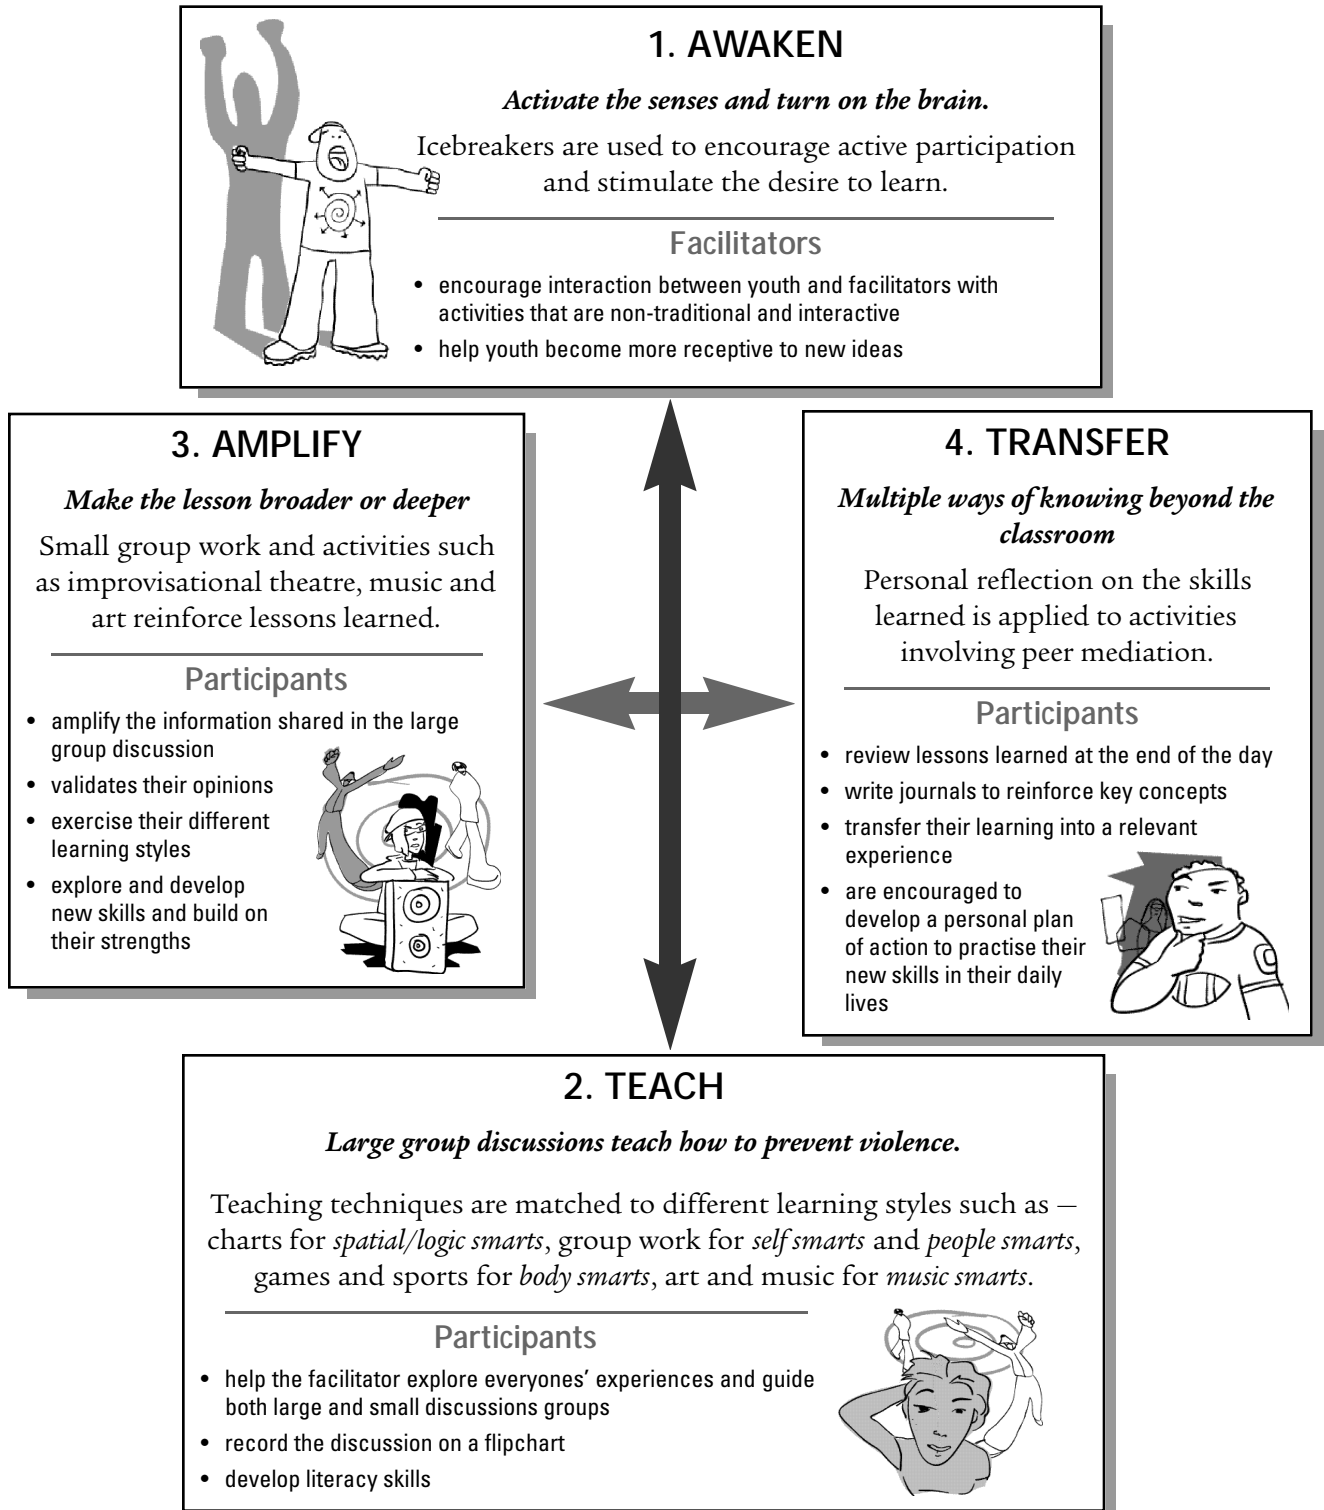 1. AWAKEN
Activate the senses and turn on the brain.
Icebreakers are used to encourage active participation
and stimulate the desire to learn.
Facilitators
• encourage interaction between youth and facilitators with
activities that are non-traditional and interactive
• help youth become more receptive to new ideas
3. AMPLIFY
Make the lesson broader or deeper
Small group work and activities such
as improvisational theatre, music and
art reinforce lessons learned.
Participants
• amplify the information shared in the large
group discussion
• validates their opinions
• exercise their different
learning styles
• explore and develop
new skills and build on
their strengths
4. TRANSFER
Multiple ways of knowing beyond the
classroom
Personal reflection on the skills
learned is applied to activities
involving peer mediation.
Participants
• review lessons learned at the end of the day
• write journals to reinforce key concepts
• transfer their learning into a relevant
experience
• are encouraged to
develop a personal plan
of action to practise their
new skills in their daily
lives
2. TEACH
Large group discussions teach how to prevent violence.
Teaching techniques are matched to different learning styles such as –
charts for spatial/logic smarts, group work for self smarts and people smarts,
games and sports for body smarts, art and music for music smarts.
Participants
• help the facilitator explore everyones’ experiences and guide
both large and small discussions groups
• record the discussion on a flipchart
• develop literacy skills